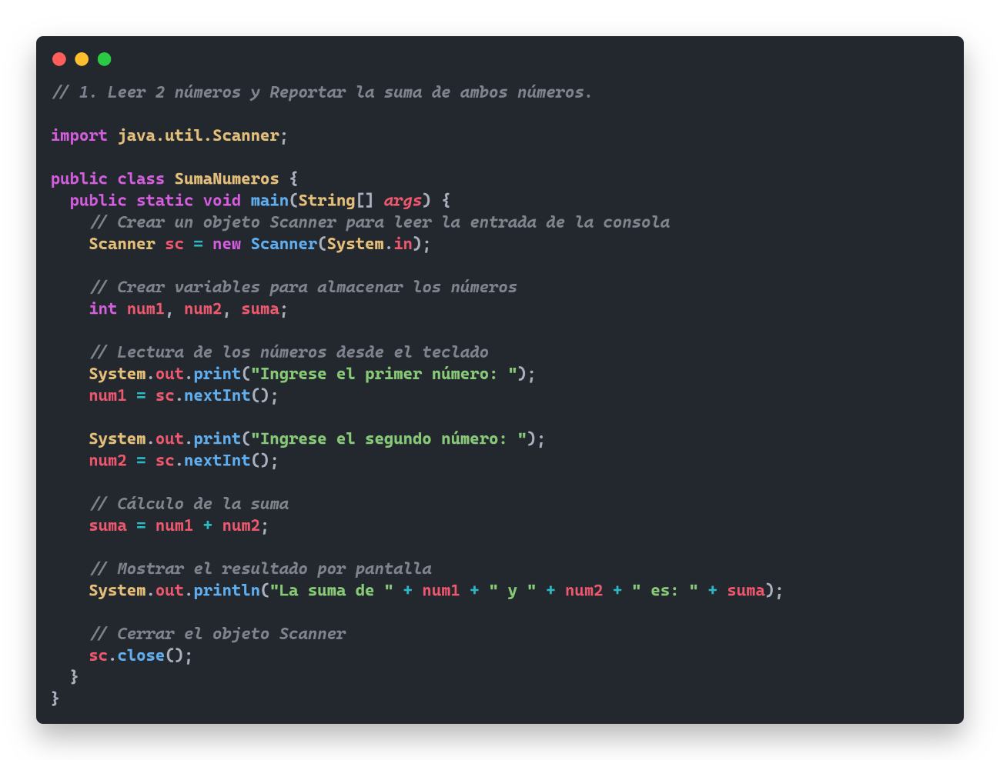 // 1. Leer 2 números y Reportar la suma de ambos números.

import java.util.Scanner;

public class SumaNumeros {
  public static void main(String[] args) {
    // Crear un objeto Scanner para leer la entrada de la consola
    Scanner sc = new Scanner(System.in);

    // Crear variables para almacenar los números
    int num1, num2, suma;

    // Lectura de los números desde el teclado
    System.out.print("Ingrese el primer número: ");
    num1 = sc.nextInt();

    System.out.print("Ingrese el segundo número: ");
    num2 = sc.nextInt();

    // Cálculo de la suma
    suma = num1 + num2;

    // Mostrar el resultado por pantalla
    System.out.println("La suma de " + num1 + " y " + num2 + " es: " + suma);

    // Cerrar el objeto Scanner
    sc.close();
  }
}